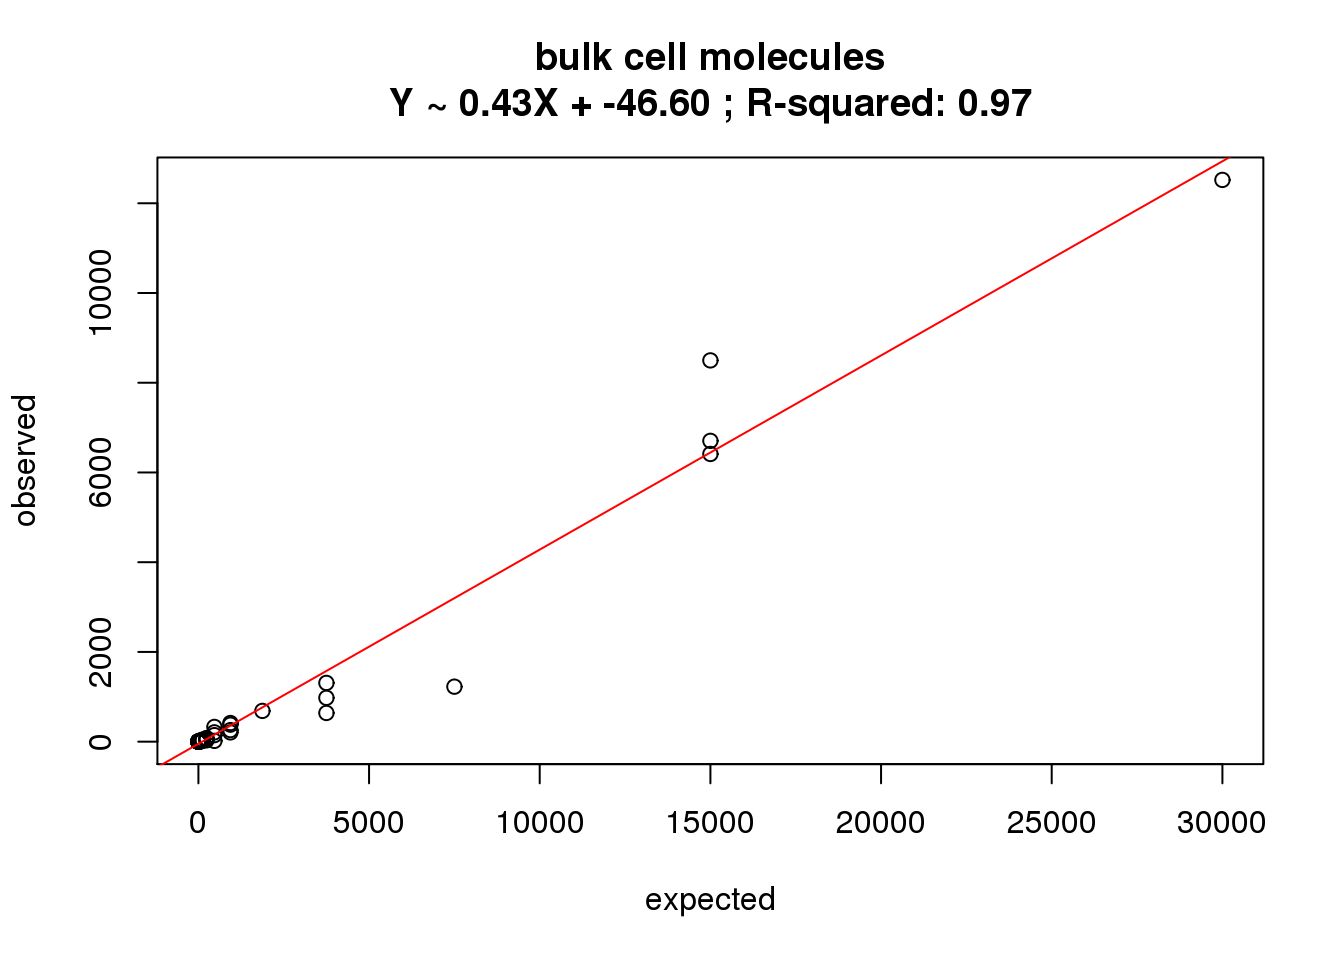 bulk cell molecules
Y ~ 0.43X + -46.60 ; R-squared: 0.97
observed
10000
6000
2000
0
0 5000 10000 15000 20000 25000 30000
expected